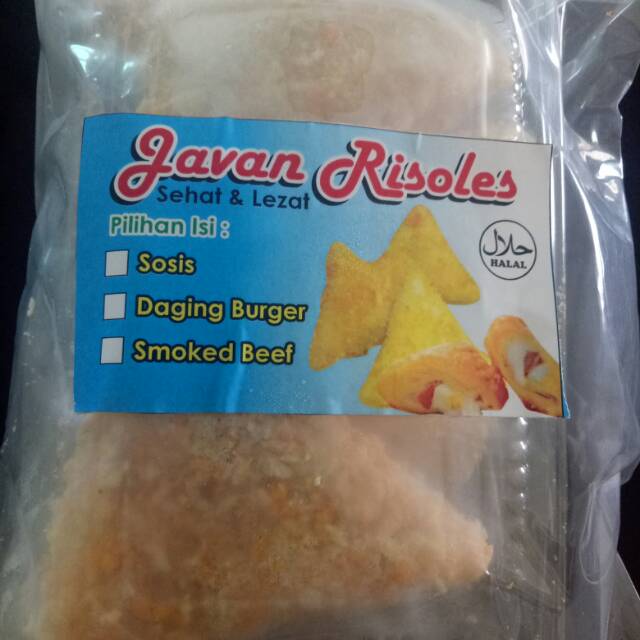 Javan Risoles
Sehat & Lezat
Pilihan Isi :
Sosis
Daging Burger
Smoked Beef
حلال
HALAL